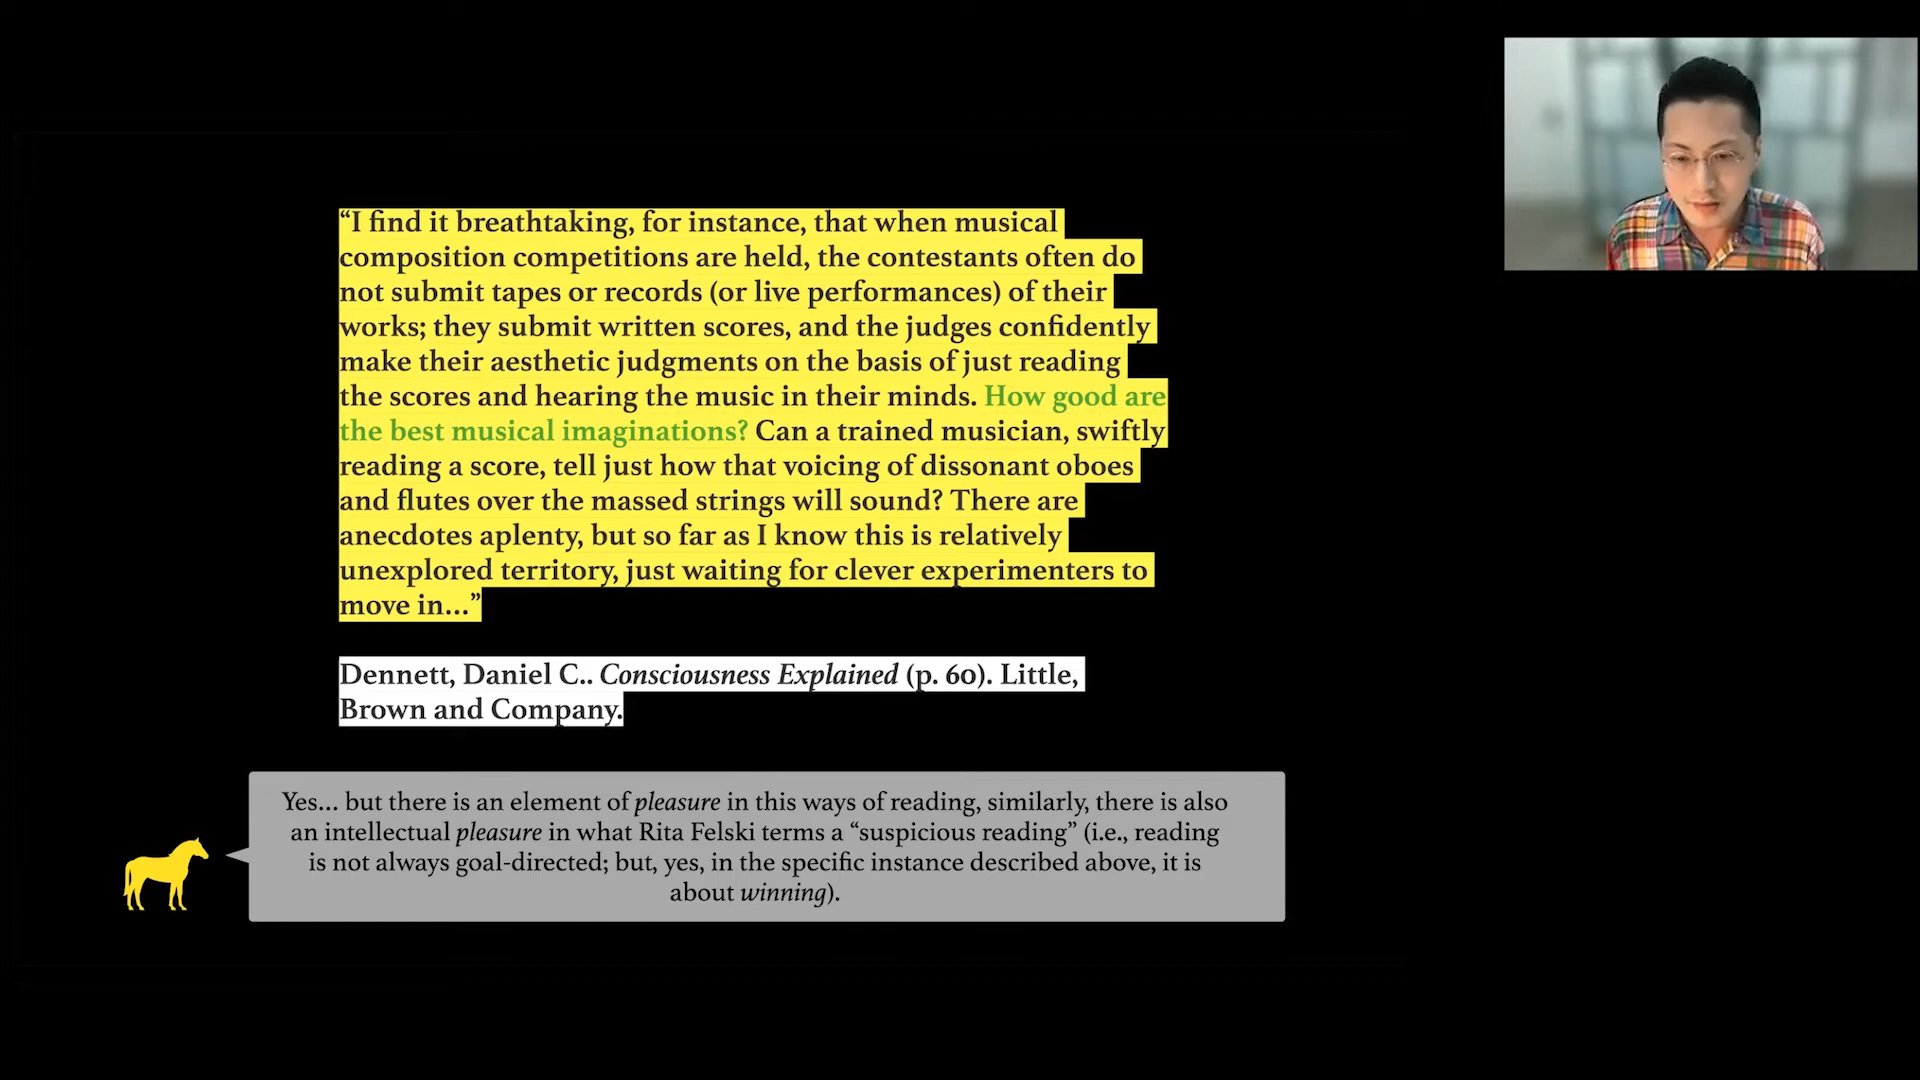 “I find it breathtaking, for instance, that when musical
composition competitions are held, the contestants often do
not submit tapes or records (or live performances) of their
works; they submit written scores, and the judges confidently
make their aesthetic judgments on the basis of just reading
the scores and hearing the music in their minds. How good are
the best musical imaginations? Can a trained musician, swiftly
reading a score, tell just how that voicing of dissonant oboes
and flutes over the massed strings will sound? There are
anecdotes aplenty, but so far as I know this is relatively
unexplored territory, just waiting for clever experimenters to
move in...”
Dennett, Daniel C.. Consciousness Explained (p. 60). Little,
Brown and Company.
Yes... but there is an element of pleasure in this ways of reading, similarly, there is also
an intellectual pleasure in what Rita Felski terms a “suspicious reading” (i.e., reading
is not always goal-directed; but, yes, in the specific instance described above, it is
about winning).